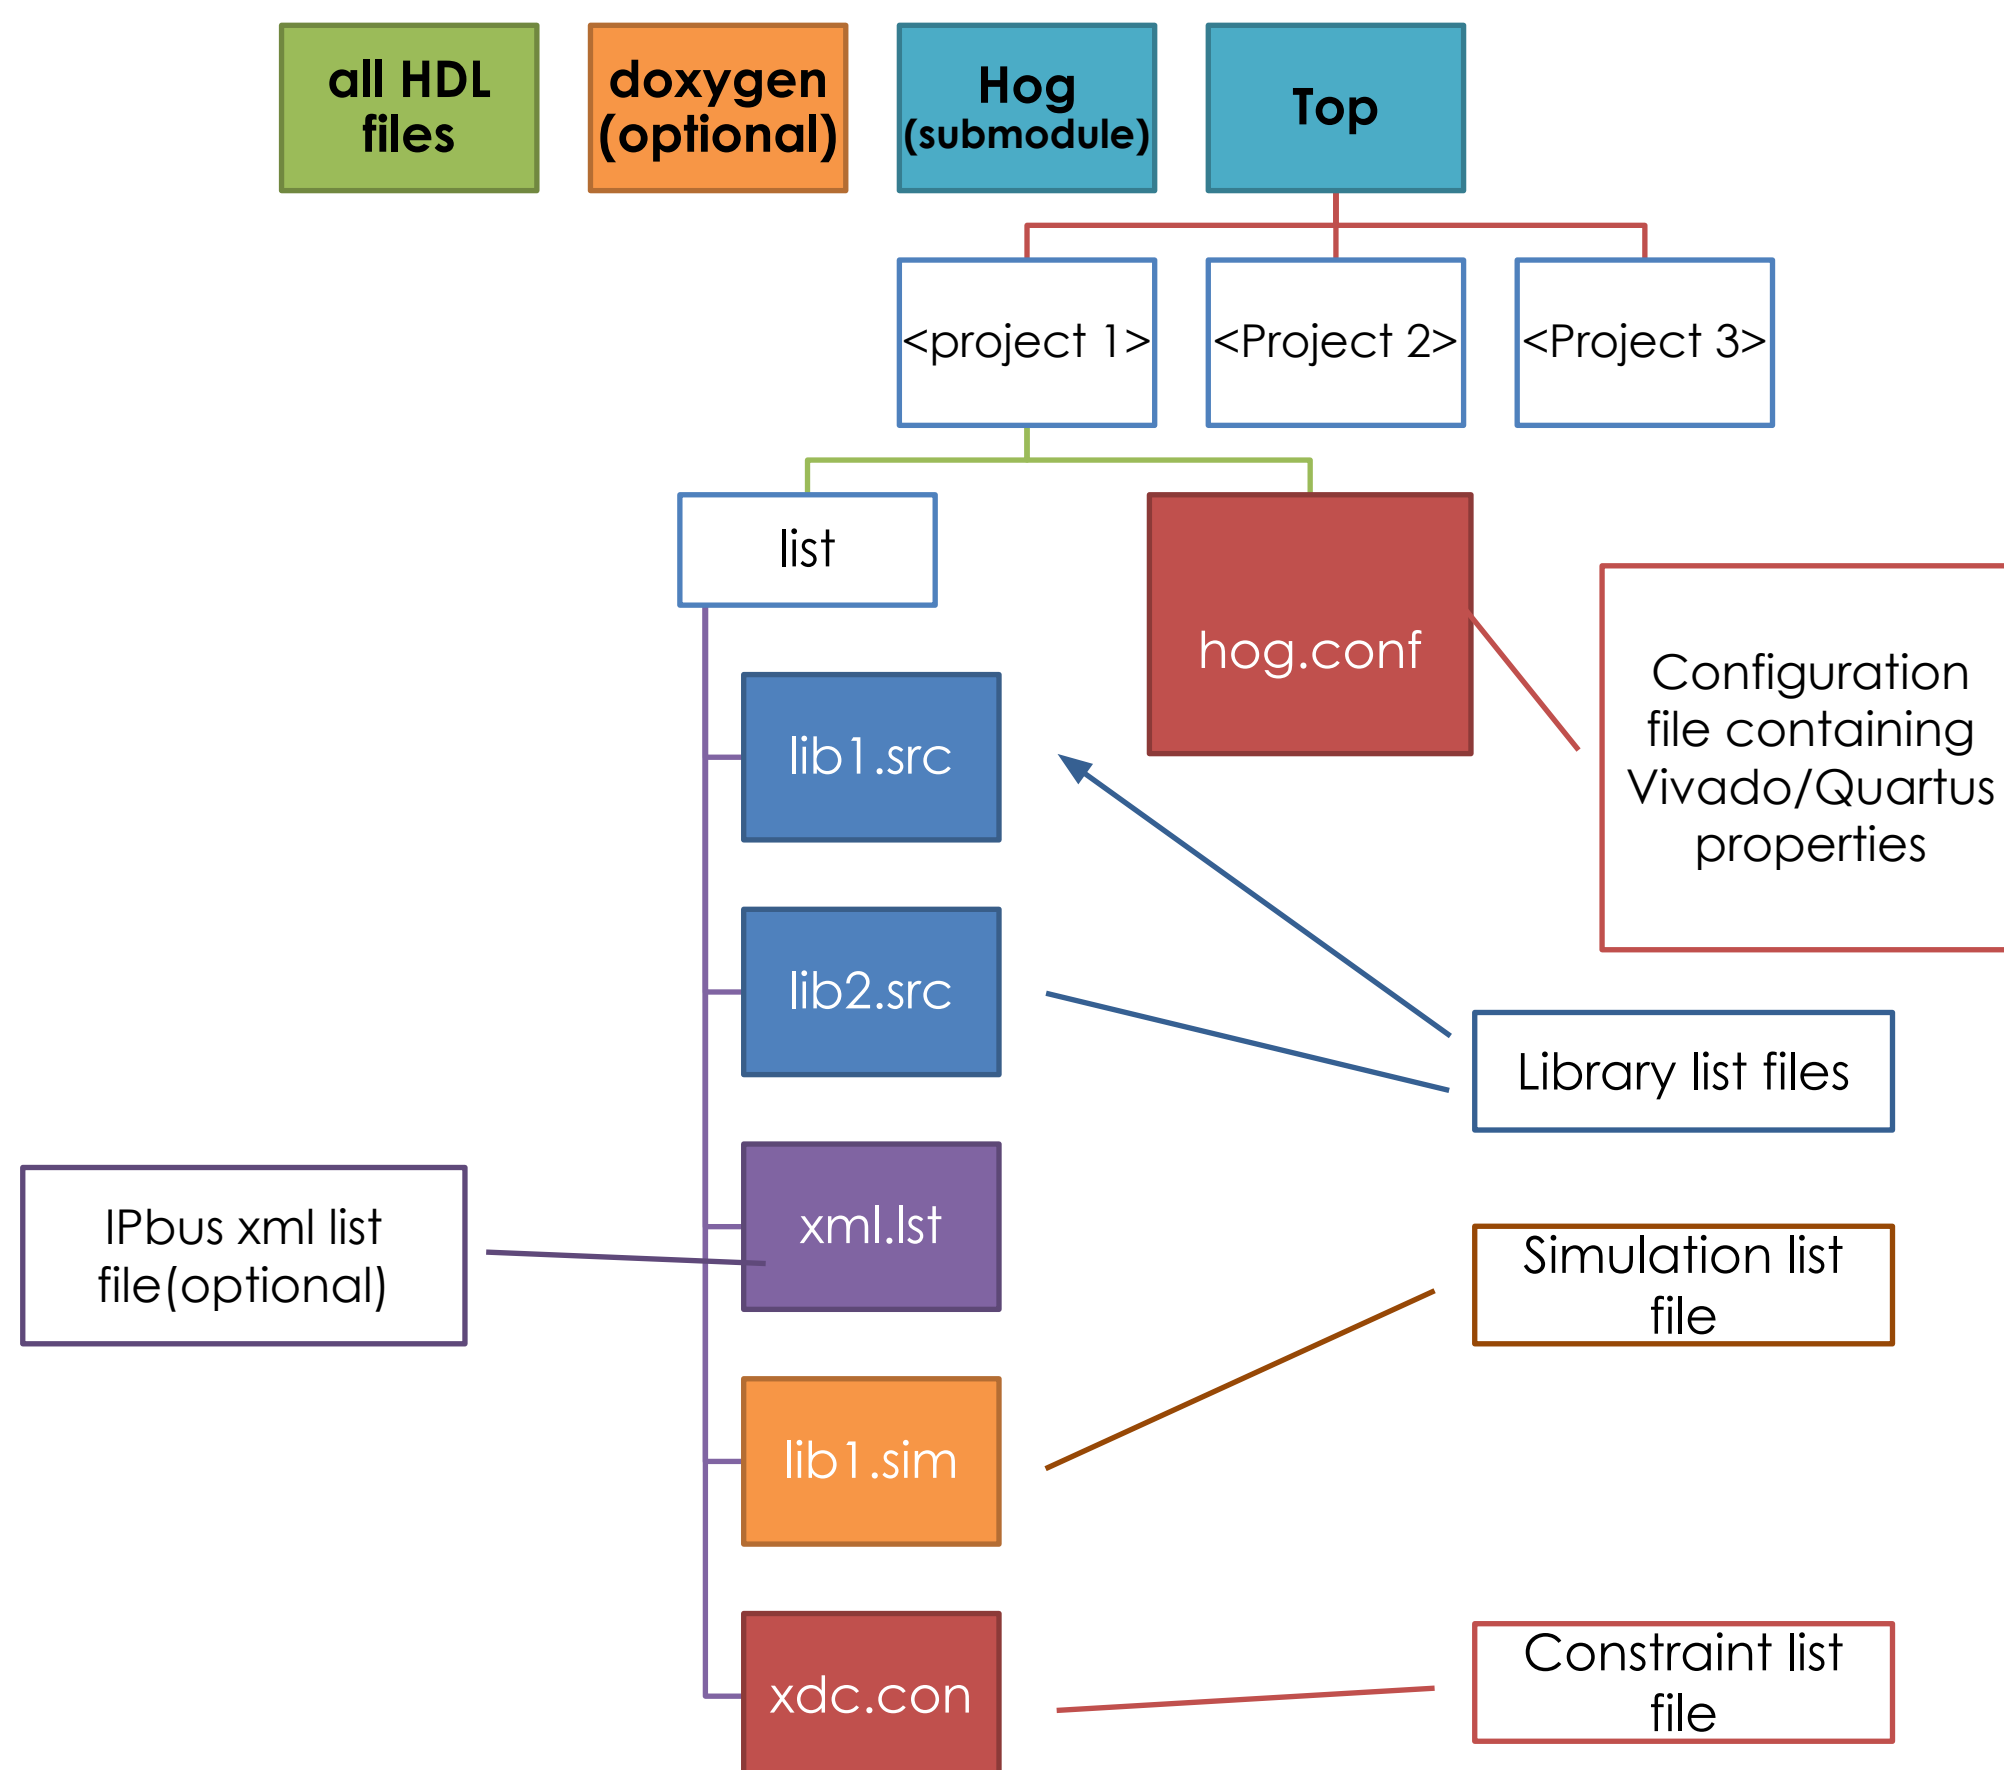 all HDL
files
doxygen
(optional)
Hog
(submodule)
Top
<project 1>
<Project 2>
<Project 3>
list
hog.conf
Configuration
file containing
Vivado/Quartus
properties
lib1.src
lib2.src
Library list files
xml.lst
IPbus xml list
file(optional)
Simulation list
file
lib1.sim
xdc.con
Constraint list
file